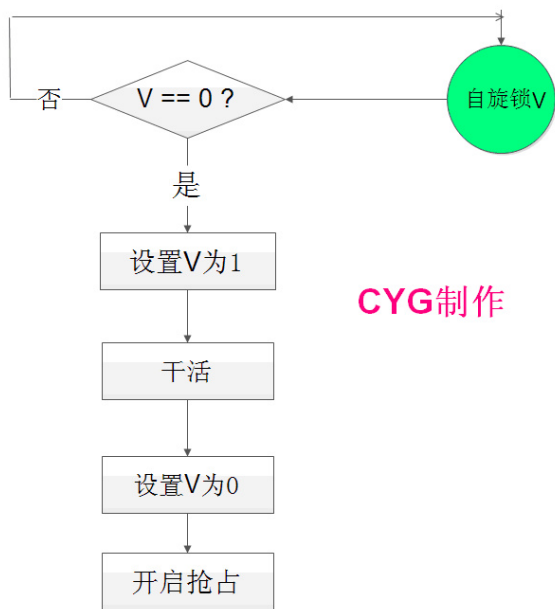 否
V == 0 ?
自旋锁V
是
设置V为1
CYG制作
干活
设置V为0
开启抢占